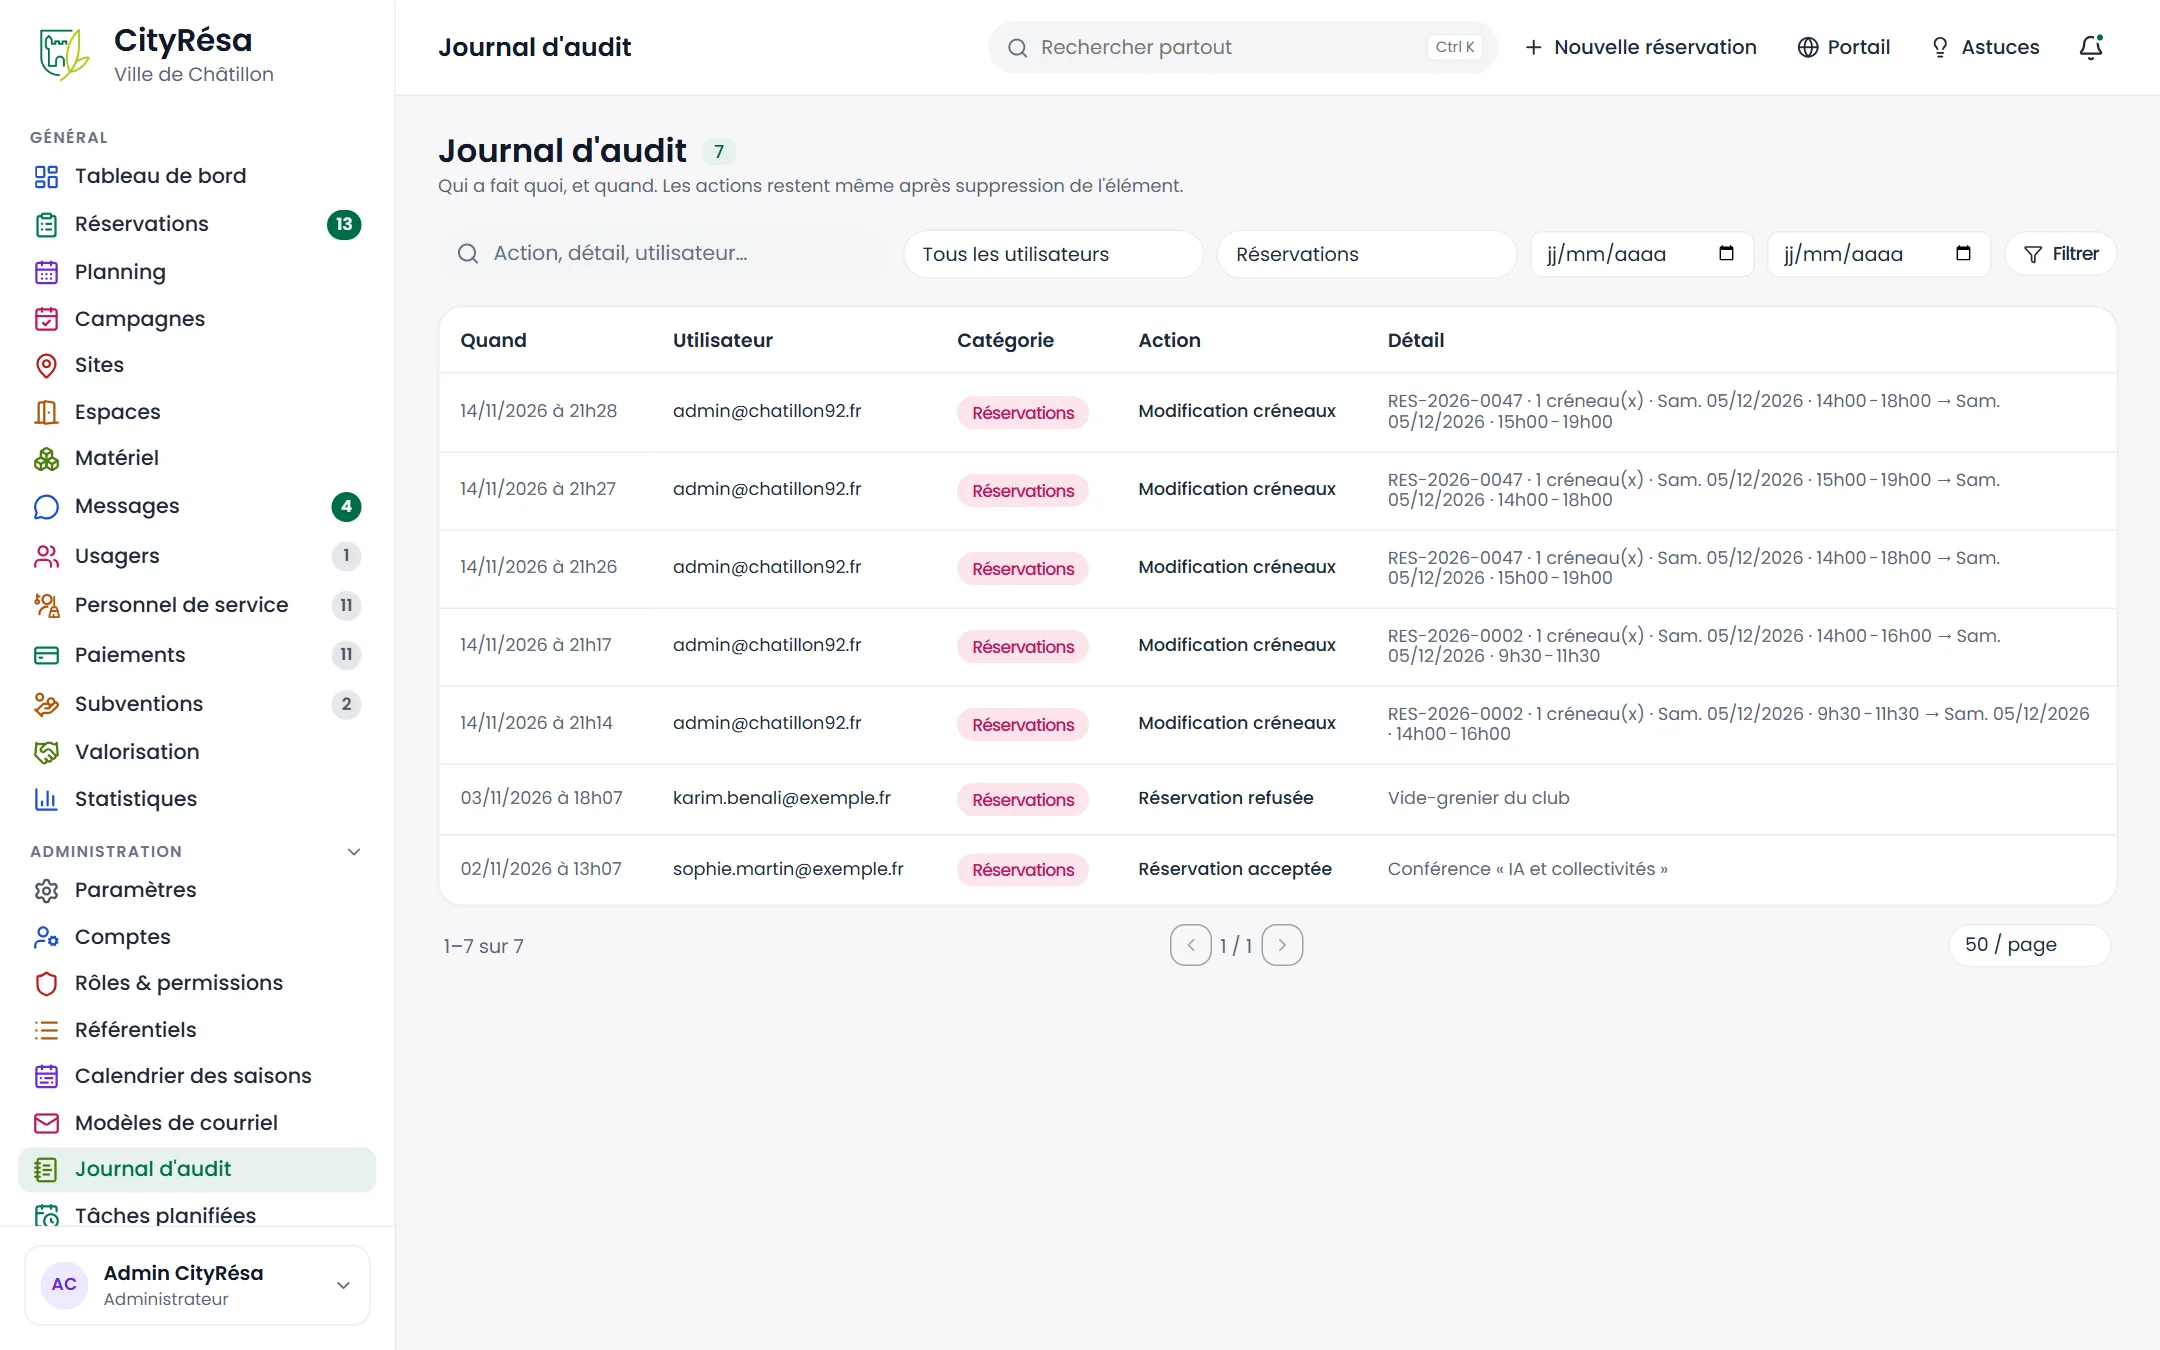 CityRésa
Ville de Châtillon
GÉNÉRAL
Tableau de bord
Réservations 13
Planning
Campagnes
Sites
Espaces
Matériel
Messages 4
Usagers 1
Personnel de service 11
Paiements 11
Subventions 2
Valorisation
Statistiques
ADMINISTRATION
Paramètres
Comptes
Rôles & permissions
Référentiels
Calendrier des saisons
Modèles de courriel
Journal d'audit
Tâches planifiées
AC
Admin CityRésa
Administrateur
Journal d'audit
Rechercher partout Ctrl K
Nouvelle réservation
Portail
Astuces
Journal d'audit 7
Qui a fait quoi, et quand. Les actions restent même après suppression de l'élément.
Action, détail, utilisateur... Tous les utilisateurs Réservations jj/mm/aaaa jj/mm/aaaa Filtrer
Quand Utilisateur Catégorie Action Détail
14/11/2026 à 21h28 admin@chatillon92.fr Réservations Modification créneaux RES-2026-0047 · 1 créneau(x) · Sam. 05/12/2026 · 14h00 - 18h00 → Sam.
05/12/2026 · 15h00 - 19h00
14/11/2026 à 21h27 admin@chatillon92.fr Réservations Modification créneaux RES-2026-0047 · 1 créneau(x) · Sam. 05/12/2026 · 15h00 - 19h00 → Sam.
05/12/2026 · 14h00 - 18h00
14/11/2026 à 21h26 admin@chatillon92.fr Réservations Modification créneaux RES-2026-0047 · 1 créneau(x) · Sam. 05/12/2026 · 14h00 - 18h00 → Sam.
05/12/2026 · 15h00 - 19h00
14/11/2026 à 21h17 admin@chatillon92.fr Réservations Modification créneaux RES-2026-0002 · 1 créneau(x) · Sam. 05/12/2026 · 14h00 - 16h00 → Sam.
05/12/2026 · 9h30 - 11h30
14/11/2026 à 21h14 admin@chatillon92.fr Réservations Modification créneaux RES-2026-0002 · 1 créneau(x) · Sam. 05/12/2026 · 9h30 - 11h30 → Sam. 05/12/2026
· 14h00 - 16h00
03/11/2026 à 18h07 karim.benali@exemple.fr Réservations Réservation refusée Vide-grenier du club
02/11/2026 à 13h07 sophie.martin@exemple.fr Réservations Réservation acceptée Conférence « IA et collectivités »
1–7 sur 7
1 / 1
50 / page